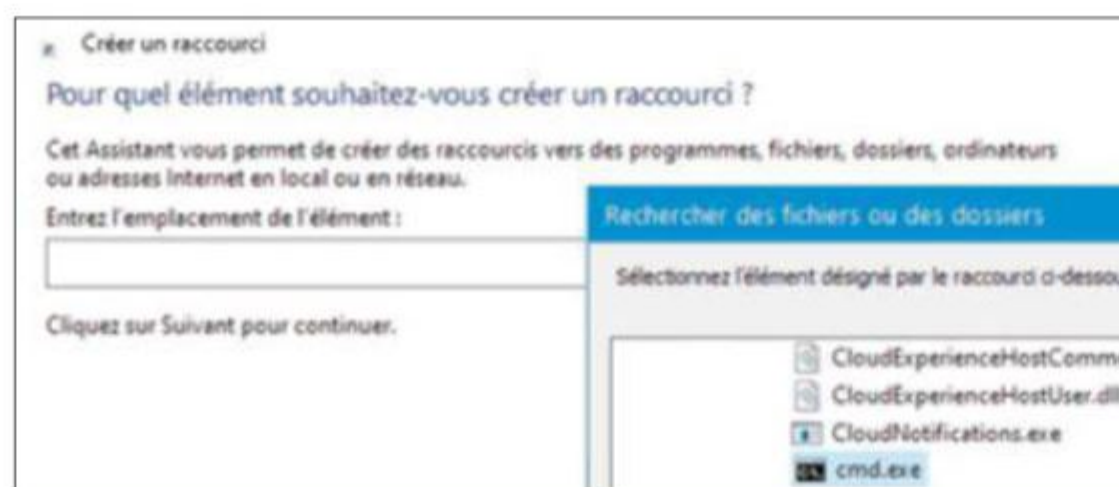 Créer un raccourci
Pour quel élément souhaitez-vous créer un raccourci ?
Cet Assistant vous permet de créer des raccourcis vers des programmes, fichiers, dossiers, ordinateurs
ou adresses Internet en local ou en réseau.
Entrez l'emplacement de l'élément :
Cliquez sur Suivant pour continuer.
Rechercher des fichiers ou des dossiers
Sélectionnez l'élément désigné par le raccourci ci-dessou
CloudExperienceHostComm
CloudExperienceHostUser.dll
CloudNotifications.exe
cmd.exe